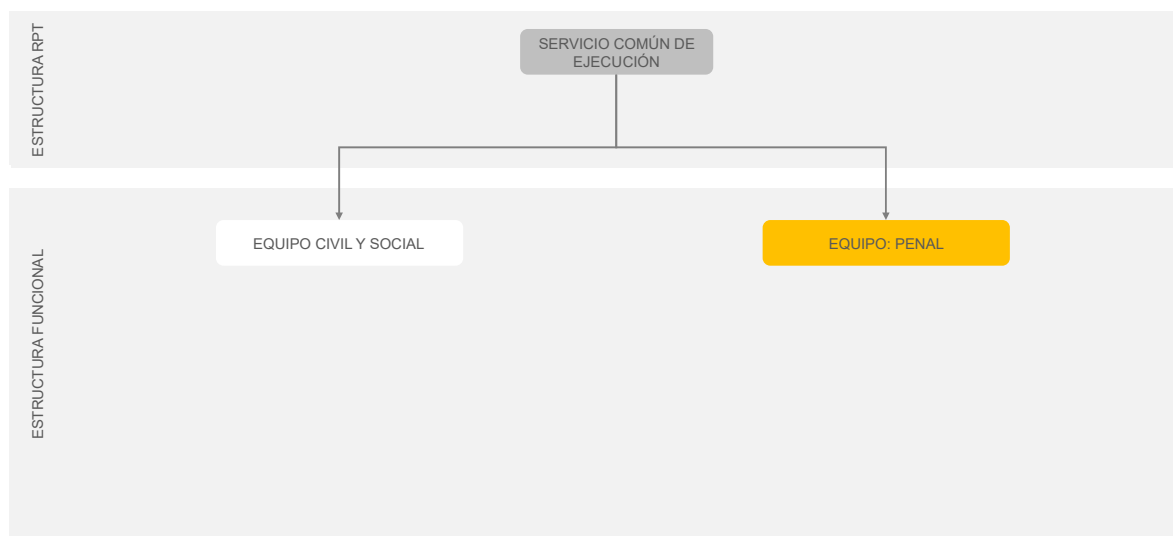 ESTRUCTURA RPT
SERVICIO COMÚN DE
EJECUCIÓN
ESTRUCTURA FUNCIONAL
EQUIPO CIVIL Y SOCIAL
EQUIPO: PENAL